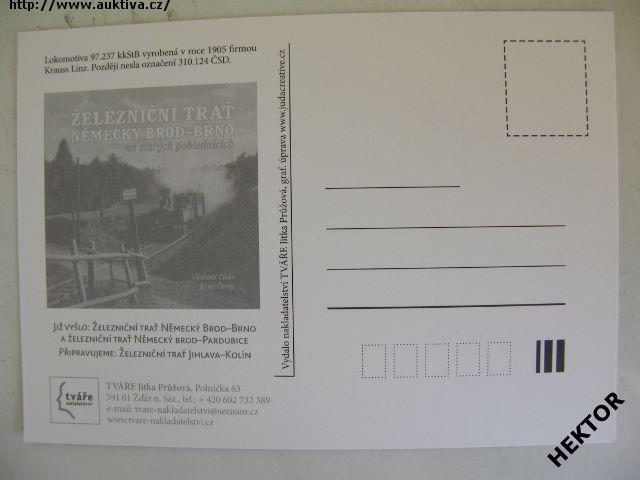 http://www.auktiva.cz/
Lokomotiva 97.237 kkStB vyrobená v roce 1905 firmou
Krauss Linz. Později nesla označení 310.124 ČSD.
ŽELEZNIČNÍ TRAŤ
NĚMECKÝ BROD–BRNO
na starých pohlednicích
Vladimír Cisár
Karel Černý
Již vyšlo: Železniční trať Německý Brod–Brno
a železniční trať Německý brod–Pardubice
Připravujeme: Železniční trať Jihlava–Kolín
tváře
nakladatelství
TVÁŘE Jitka Průžová, Polnička 63
591 01 Žďár n. Sáz., tel.: + 420 602 732 389
e-mail: tvare-nakladatelstvi@seznam.cz
www.tvare-nakladatelstvi.cz
Vydalo nakladatelství TVÁŘE Jitka Průžová, graf. úprava www.judacreative.cz
HEKTOR